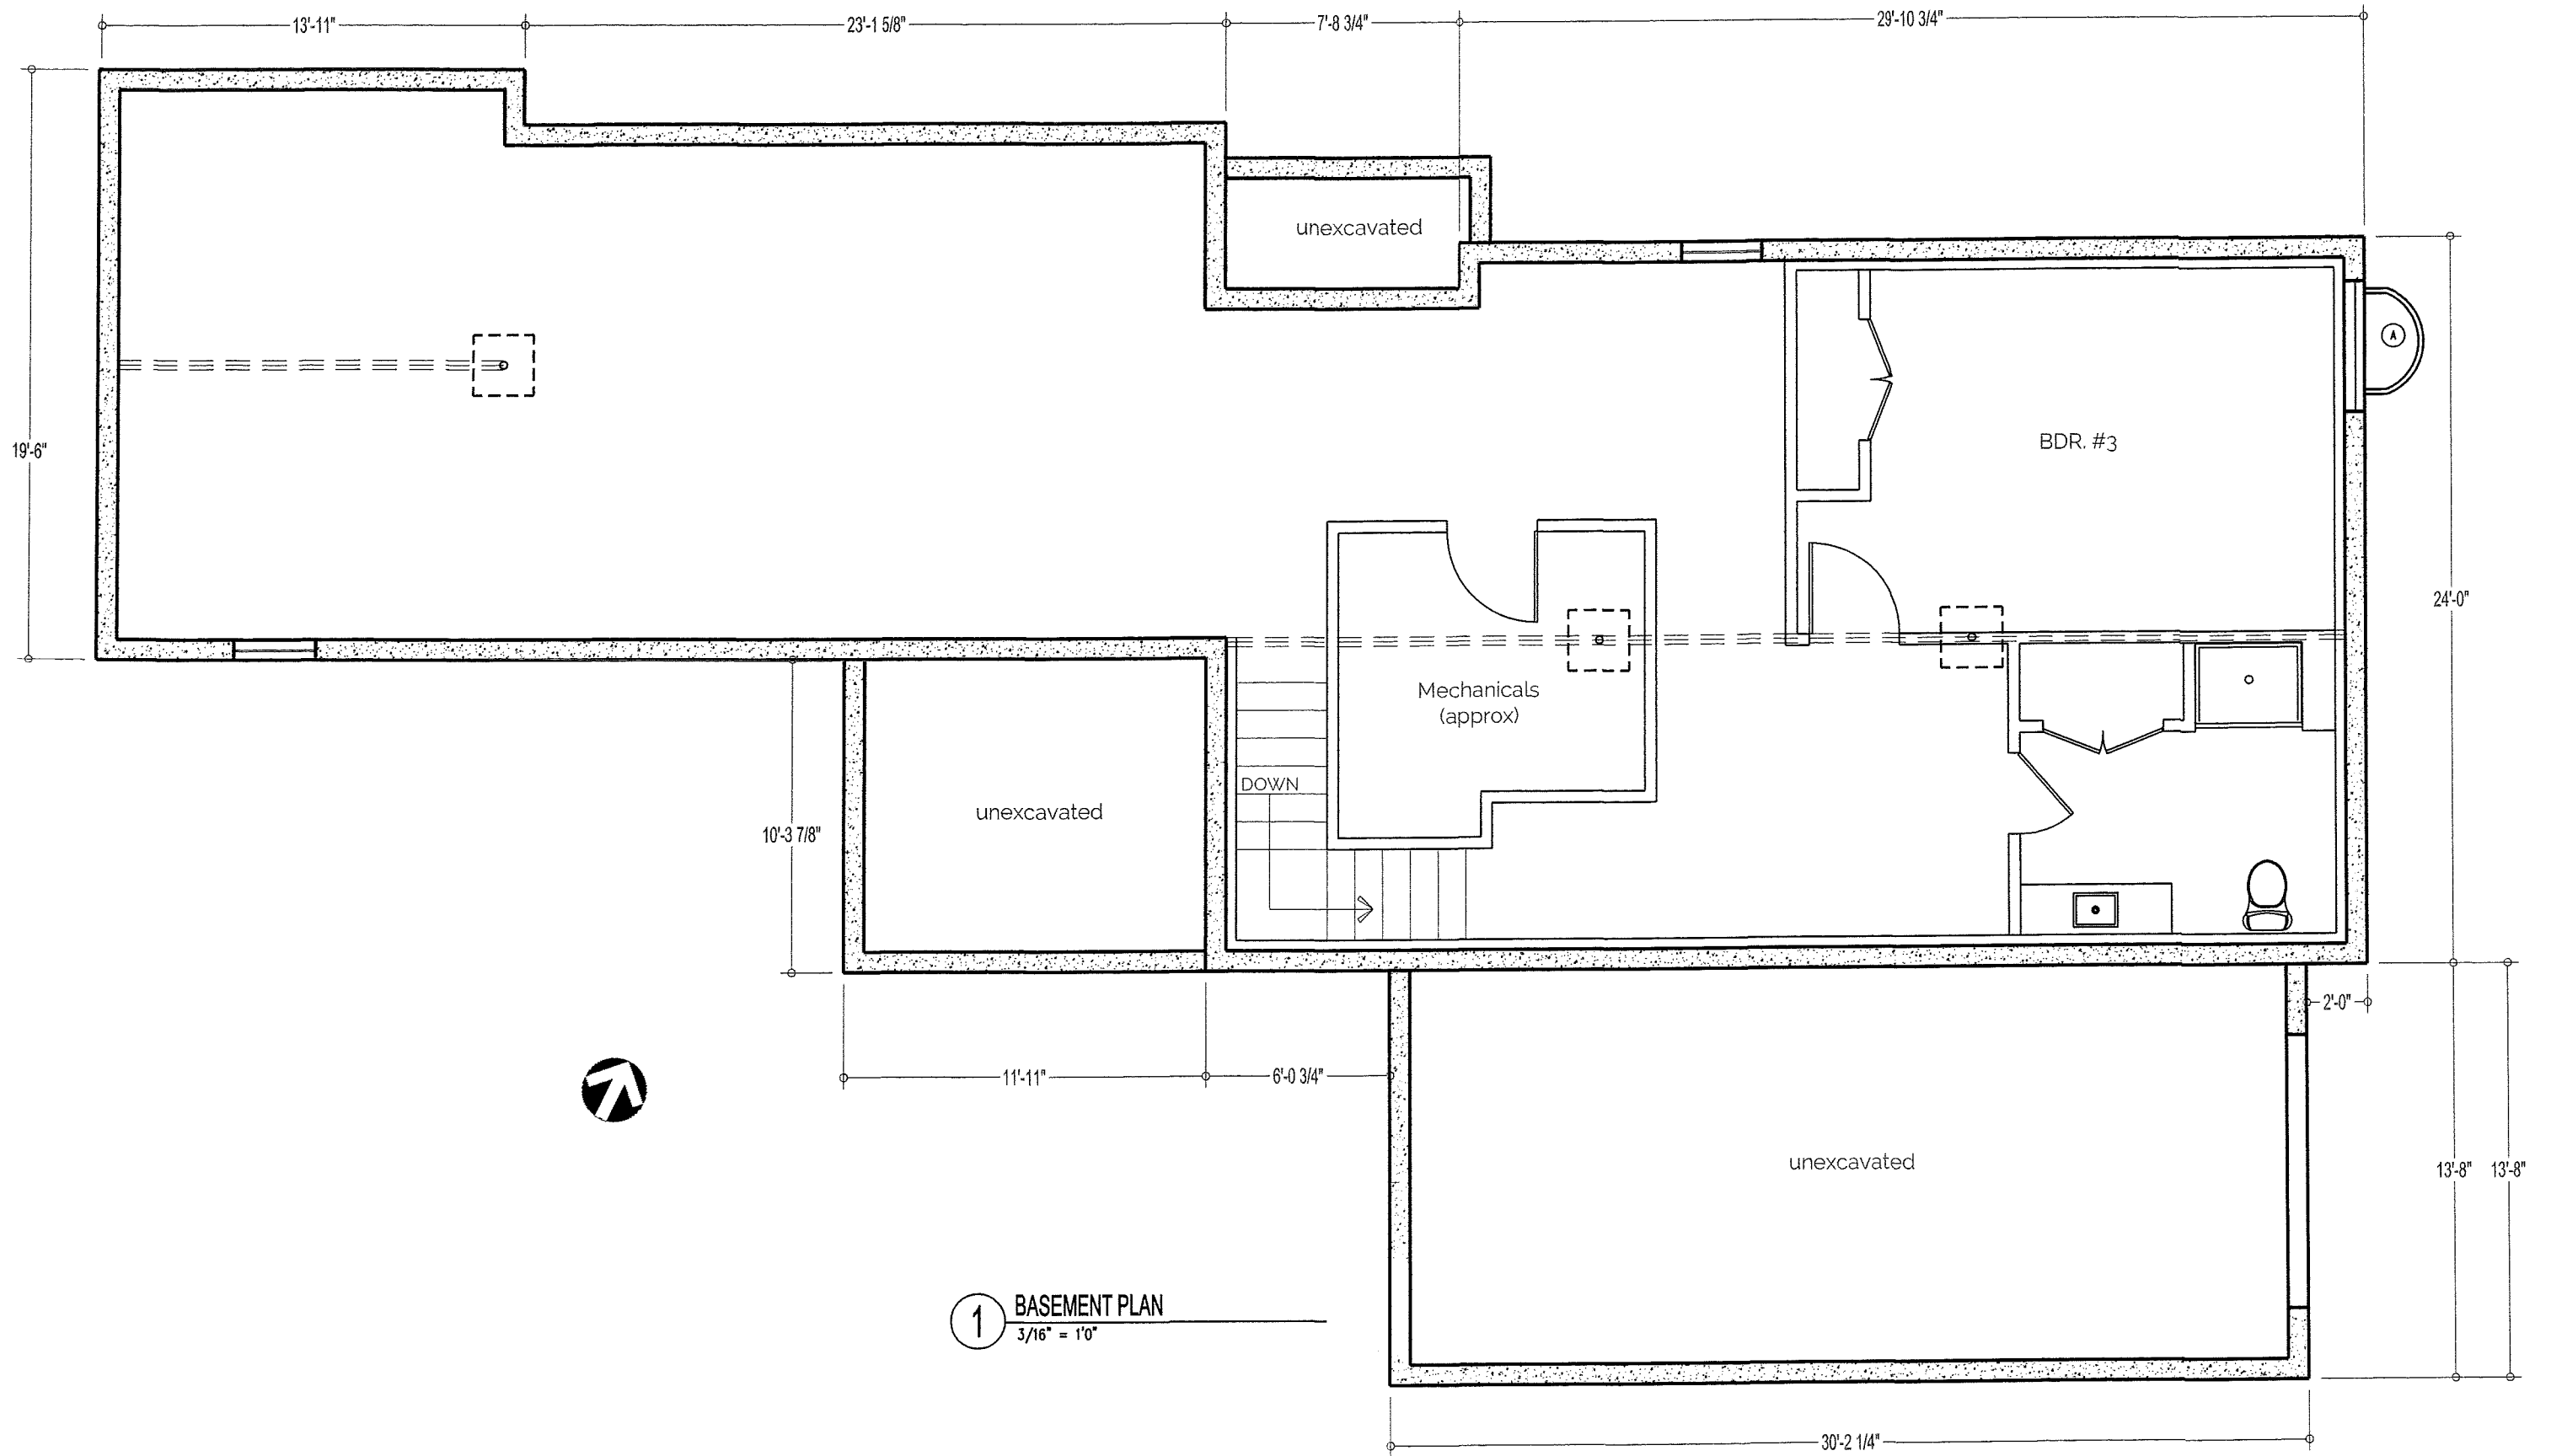 13'-11"
23'-1 5/8"
7'-8 3/4"
29'-10 3/4"
unexcavated
A
19'-6"
BDR. #3
24'-0"
Mechanicals
(approx)
DOWN
unexcavated
10'-3 7/8"
2'-0"
11'-11"
6'-0 3/4"
unexcavated
13'-8"
13'-8"
1
BASEMENT PLAN
3/16" = 1'0"
30'-2 1/4"